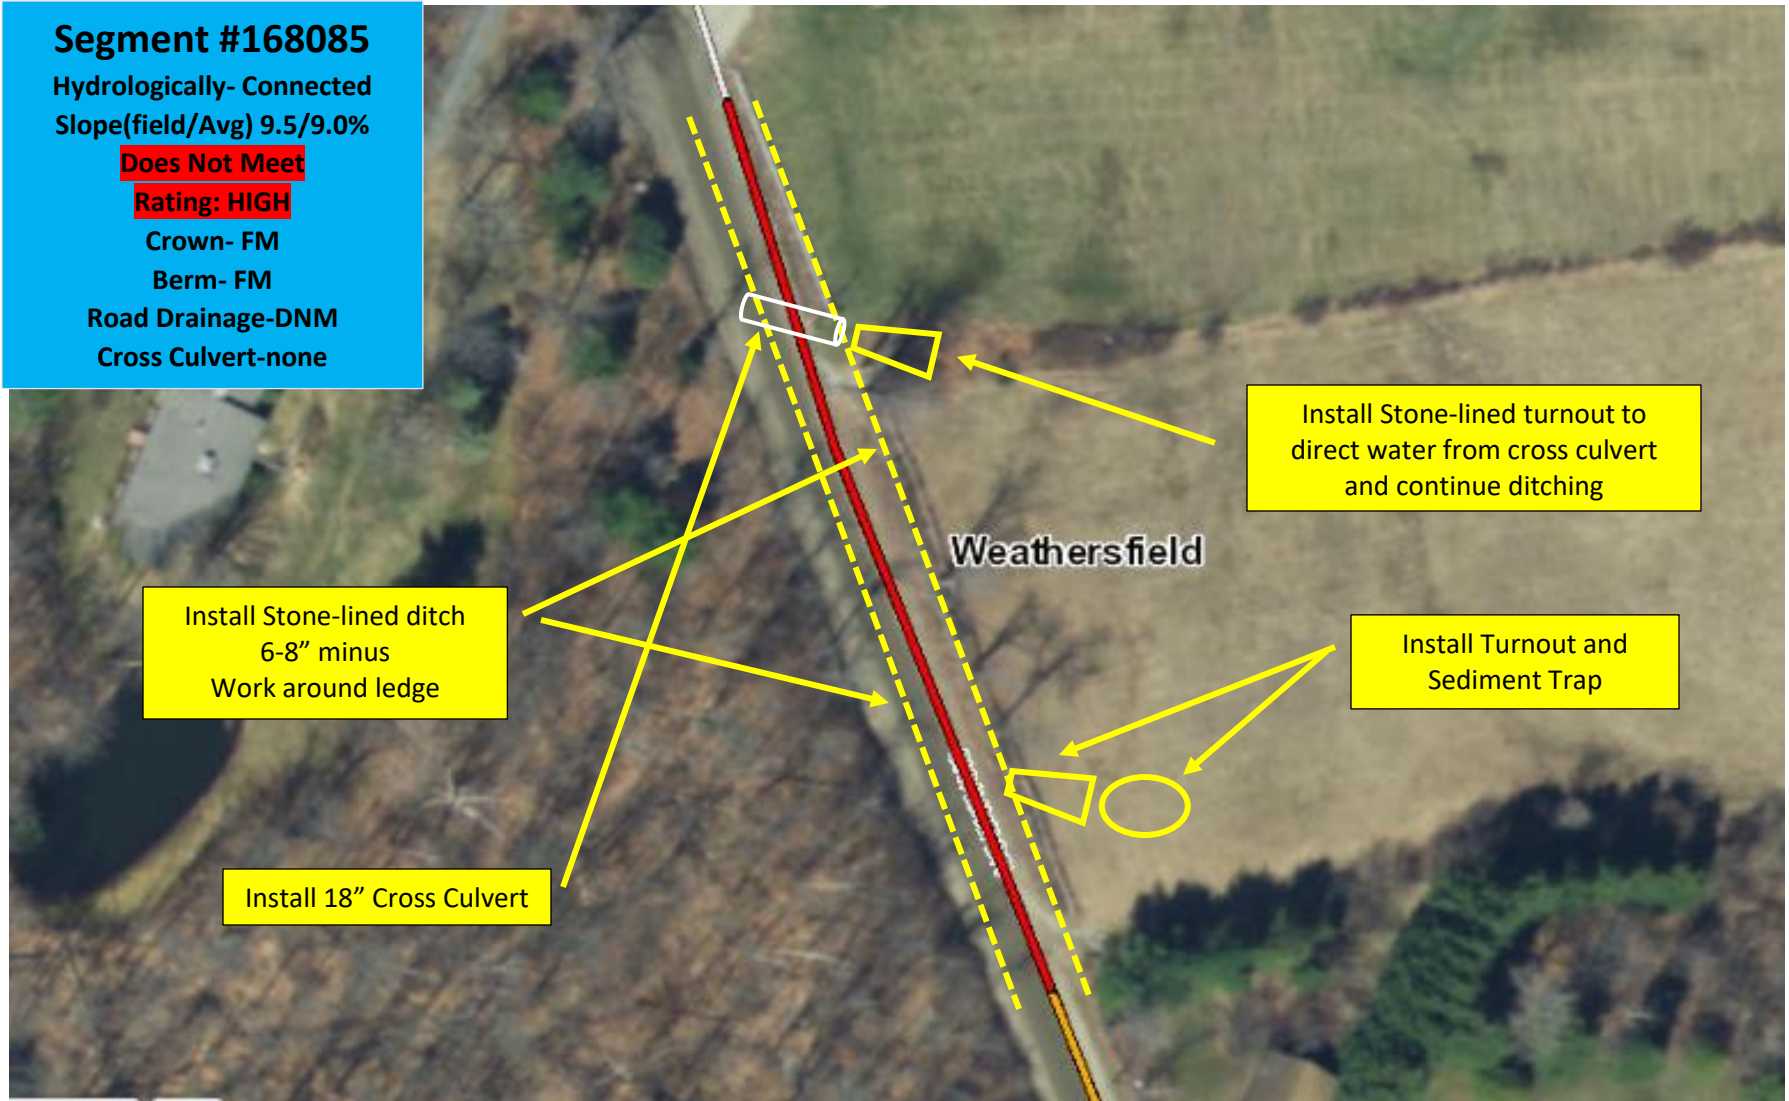 Segment #168085
Hydrologically- Connected
Slope(field/Avg) 9.5/9.0%
Does Not Meet
Rating: HIGH
Crown- FM
Berm- FM
Road Drainage-DNM
Cross Culvert-none
Install Stone-lined turnout to
direct water from cross culvert
and continue ditching
Weathersfield
Install Stone-lined ditch
6-8” minus
Work around ledge
Install Turnout and
Sediment Trap
Install 18” Cross Culvert